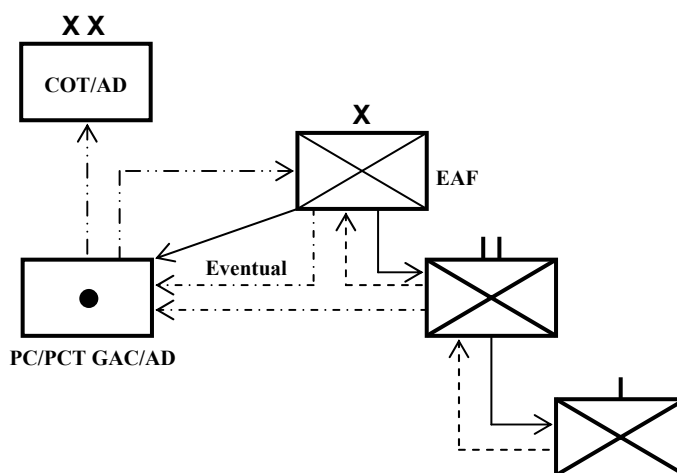 X X
COT/AD
X
EAF
Eventual
PC/PCT GAC/AD